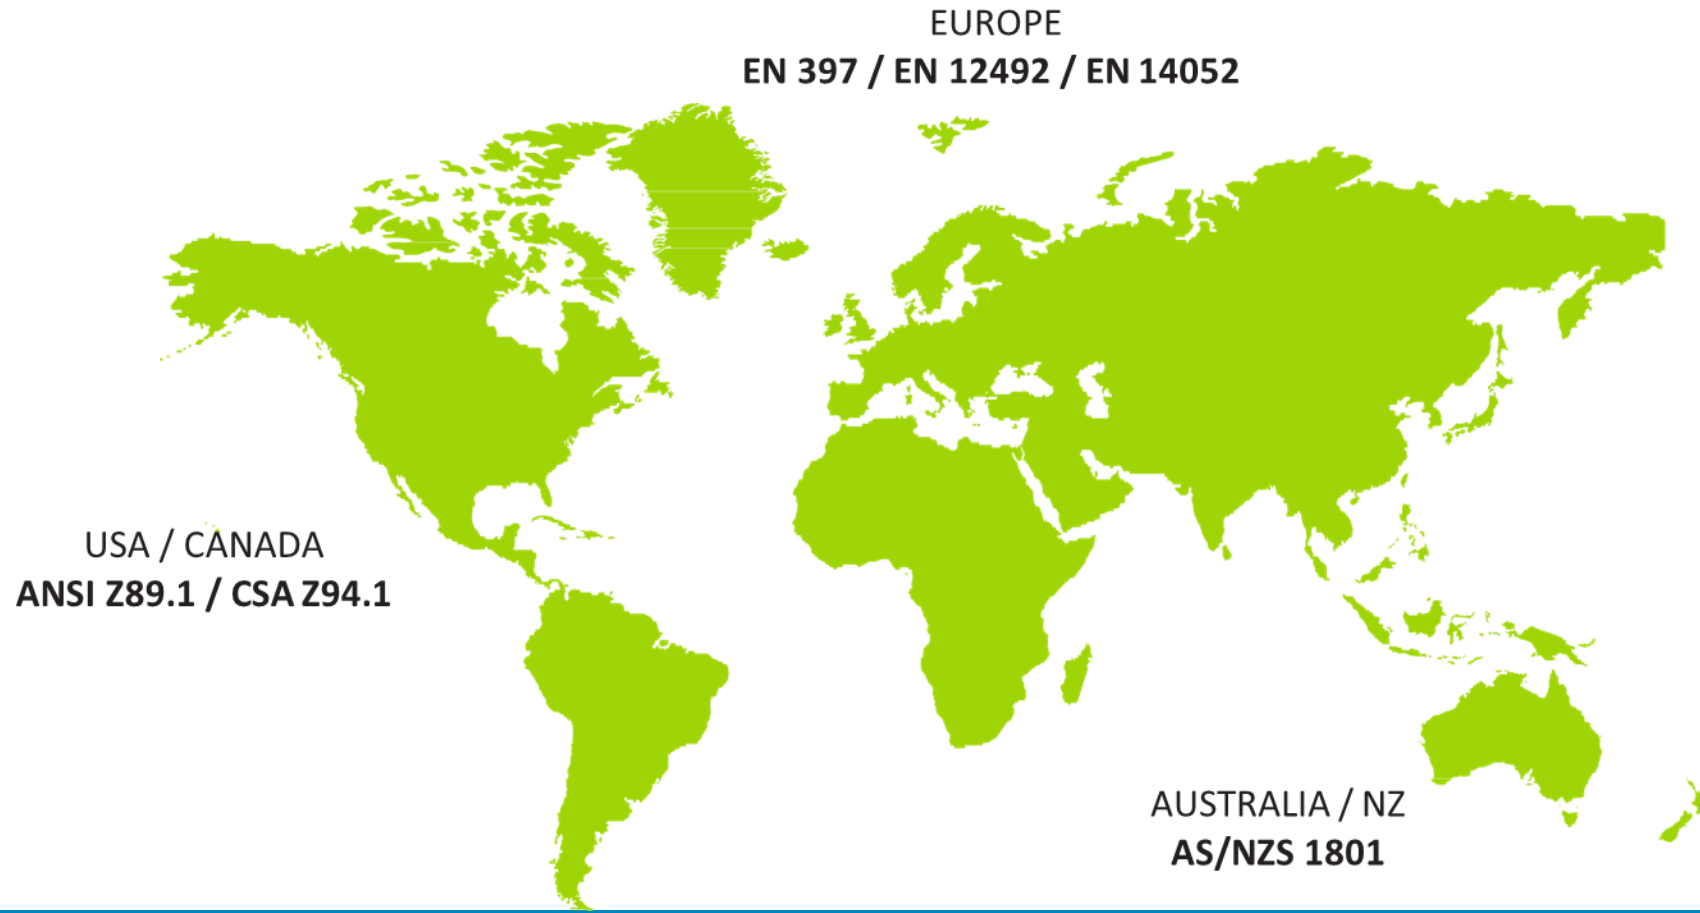 EUROPE
EN 397 / EN 12492 / EN 14052
USA / CANADA
ANSI Z89.1 / CSA Z94.1
AUSTRALIA / NZ
AS/NZS 1801